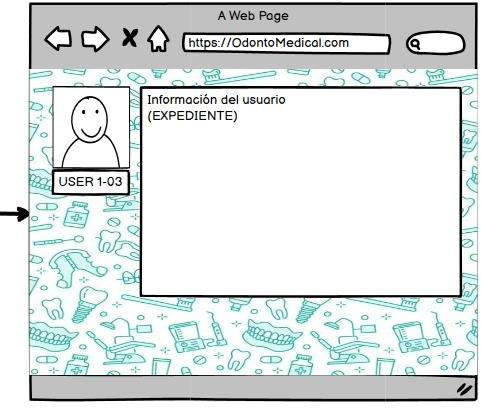 A Web Page
https://OdontoMedical.com
Información del usuario
(EXPEDIENTE)
USER 1-03